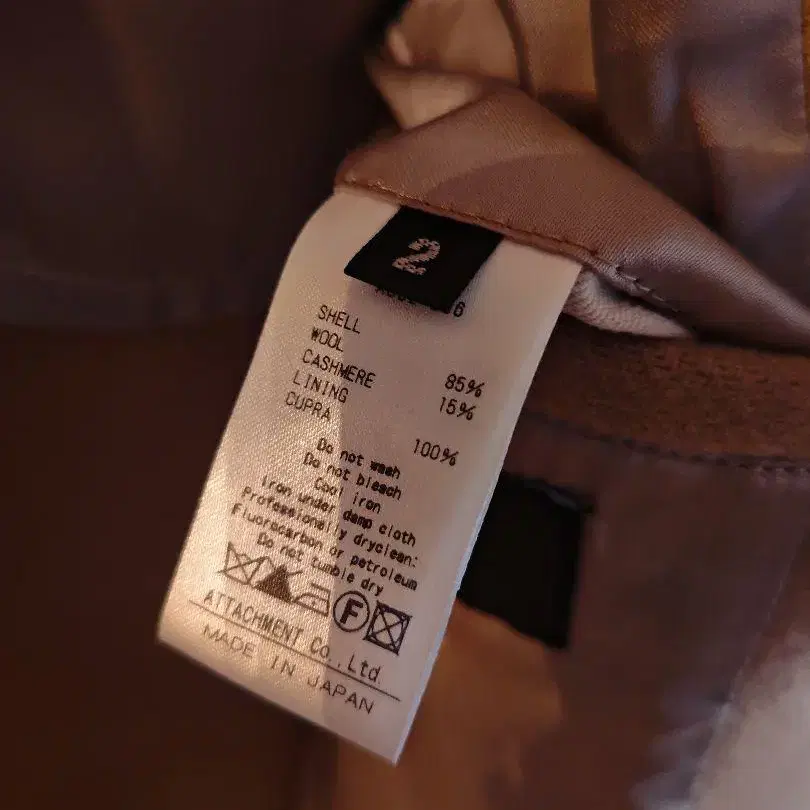 2
6
SHELL
WOOL 85%
CASHMERE 15%
LINING
CUPRA 100%
Do not wash
Do not bleach
Cool iron
Iron under damp cloth
Professionally dryclean:
Fluorocarbon or petroleum
Do not tumble dry
F
ATTACHMENT Co.,Ltd.
MADE IN JAPAN